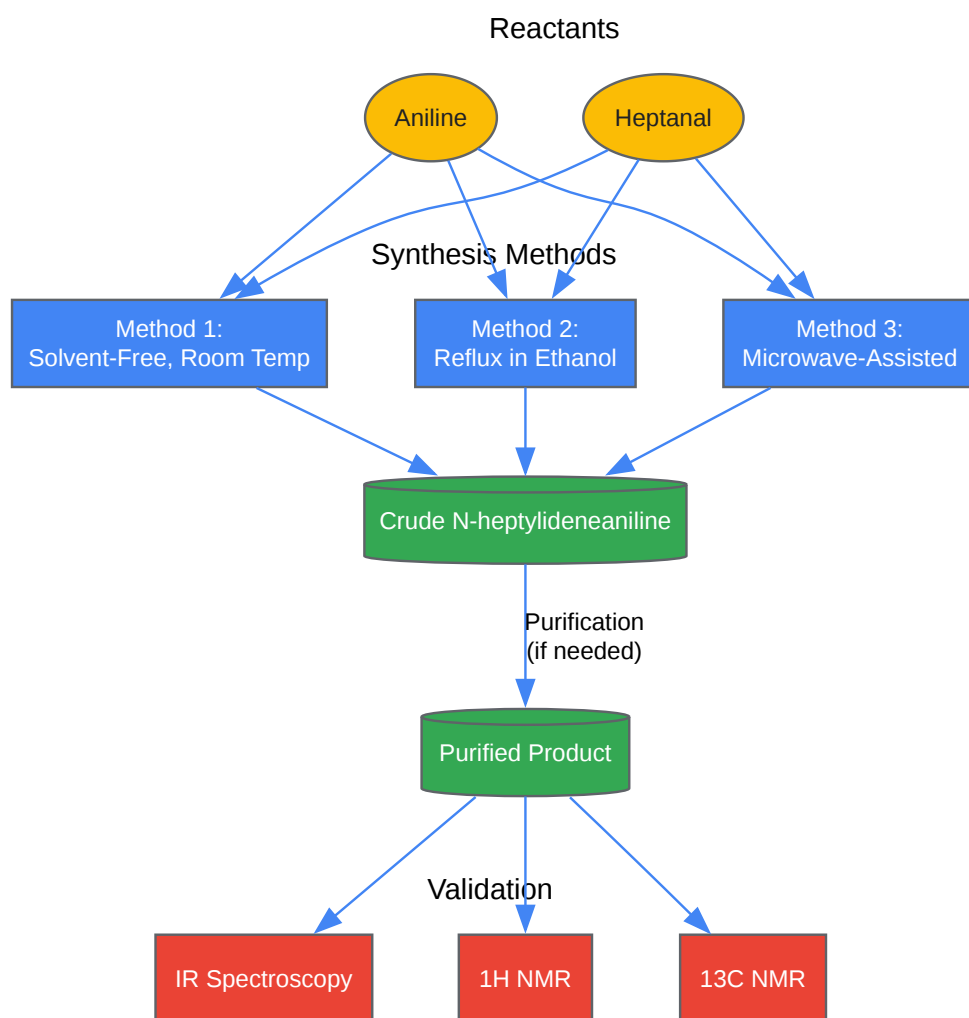 Reactants
Aniline
Heptanal
Synthesis Methods
Method 1:
Solvent-Free, Room Temp
Method 2:
Reflux in Ethanol
Method 3:
Microwave-Assisted
Crude N-heptylideneaniline
Purification
(if needed)
Purified Product
Validation
IR Spectroscopy
1H NMR
13C NMR